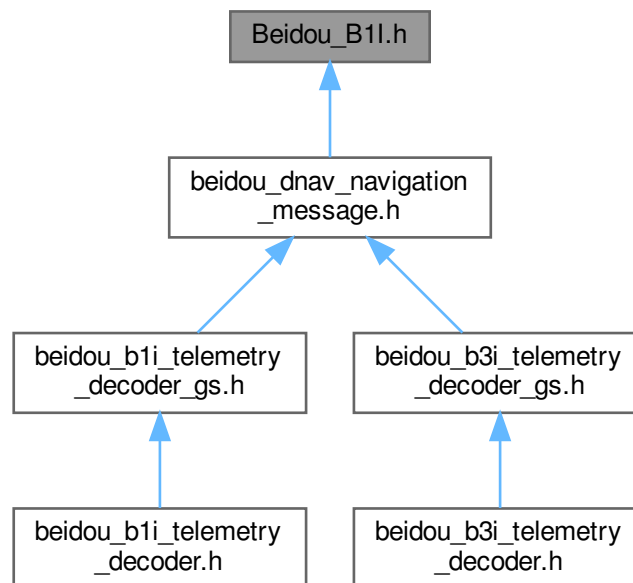 Beidou_B1I.h
beidou_dnav_navigation
_message.h
beidou_b1i_telemetry
_decoder_gs.h
beidou_b3i_telemetry
_decoder_gs.h
beidou_b1i_telemetry
_decoder.h
beidou_b3i_telemetry
_decoder.h